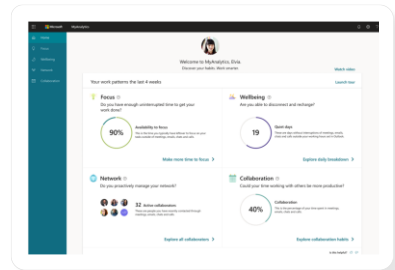 Microsoft MyAnalytics
Home
Focus
Wellbeing
Network
Collaboration
Welcome to MyAnalytics, Elvia
Discover your habits. Work smarter.
Watch video
Your work patterns the last 4 weeks
Launch tour
Focus
Do you have enough uninterrupted time to get your
work done?
90%
Availability to focus
Make more time to focus >
Wellbeing
Are you able to disconnect and recharge?
19
Quiet days
Explore daily breakdown >
Network
Do you proactively manage your network?
32 Active collaborators
Explore all collaborators >
Collaboration
Could your time working with others be more productive?
40%
Collaboration
Explore collaboration habits >